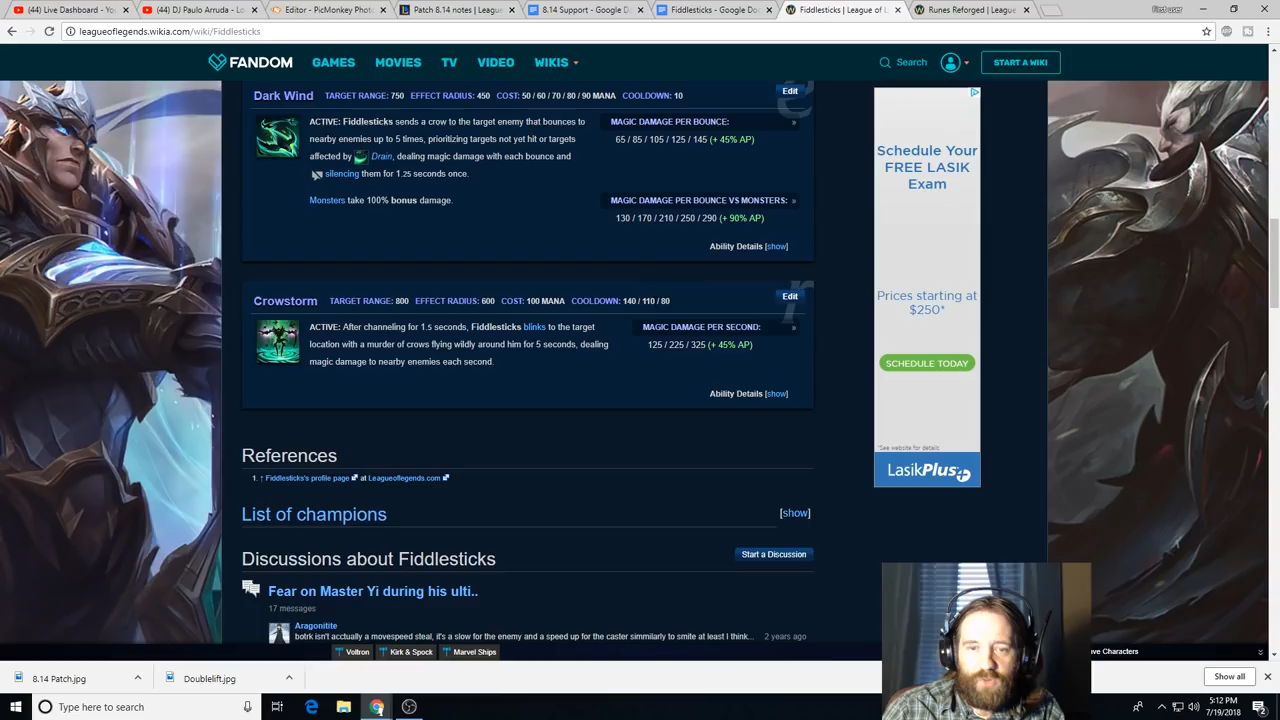 (44) Live Dashboard - You
(44) DJ Paulo Arruda - Lo
Editor - PicMonkey Photo
Patch 8.14 notes | League
8.14 Support - Google Do
Fiddlesticks - Google Doc
Fiddlesticks | League of L
Runes Reforged | League
leagueoflegends.wikia.com/wiki/Fiddlesticks
FANDOM
GAMES
MOVIES
TV
VIDEO
WIKIS
Search
START A WIKI
Dark Wind TARGET RANGE: 750 EFFECT RADIUS: 450 COST: 50 / 60 / 70 / 80 / 90 MANA COOLDOWN: 10
Edit
ACTIVE: Fiddlesticks sends a crow to the target enemy that bounces to
nearby enemies up to 5 times, prioritizing targets not yet hit or targets
affected by Drain, dealing magic damage with each bounce and
silencing them for 1.25 seconds once.
Monsters take 100% bonus damage.
MAGIC DAMAGE PER BOUNCE: »
65 / 85 / 105 / 125 / 145 (+ 45% AP)
MAGIC DAMAGE PER BOUNCE VS MONSTERS: »
130 / 170 / 210 / 250 / 290 (+ 90% AP)
Ability Details [show]
Crowstorm TARGET RANGE: 800 EFFECT RADIUS: 600 COST: 100 MANA COOLDOWN: 140 / 110 / 80
Edit
ACTIVE: After channeling for 1.5 seconds, Fiddlesticks blinks to the target
location with a murder of crows flying wildly around him for 5 seconds, dealing
magic damage to nearby enemies each second.
MAGIC DAMAGE PER SECOND: »
125 / 225 / 325 (+ 45% AP)
Ability Details [show]
References
1. ↑ Fiddlesticks's profile page at Leagueoflegends.com
List of champions
[show]
Discussions about Fiddlesticks
Start a Discussion
Fear on Master Yi during his ulti..
17 messages
Aragonitite
botrk isn't acctually a movespeed steal, it's a slow for the enemy and a speed up for the caster simmilarly to smite at least I think...
2 years ago
Schedule Your
FREE LASIK
Exam
Prices starting at
$250*
SCHEDULE TODAY
*See website for details
LasikPlus
Voltron
Kirk & Spock
Marvel Ships
ve Characters
8.14 Patch.jpg
Doublelift.jpg
Show all
Type here to search
5:12 PM
7/19/2018
2